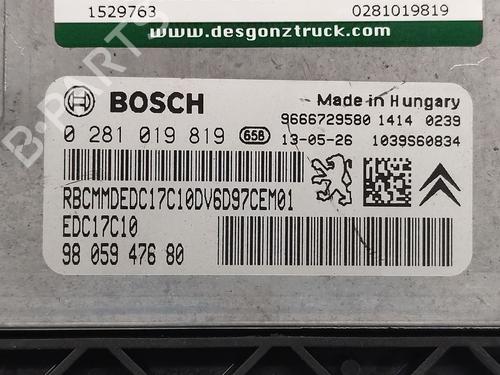 1529763 0281019819
www.desgonztruck.com
BOSCH Made in Hungary
9666729580 1414 0239
0 281 019 819 658 13-05-26 1039S60834
RBCMMDEDC17C10DV6D97CEM01
EDC17C10
98 059 476 80
B-PARTS